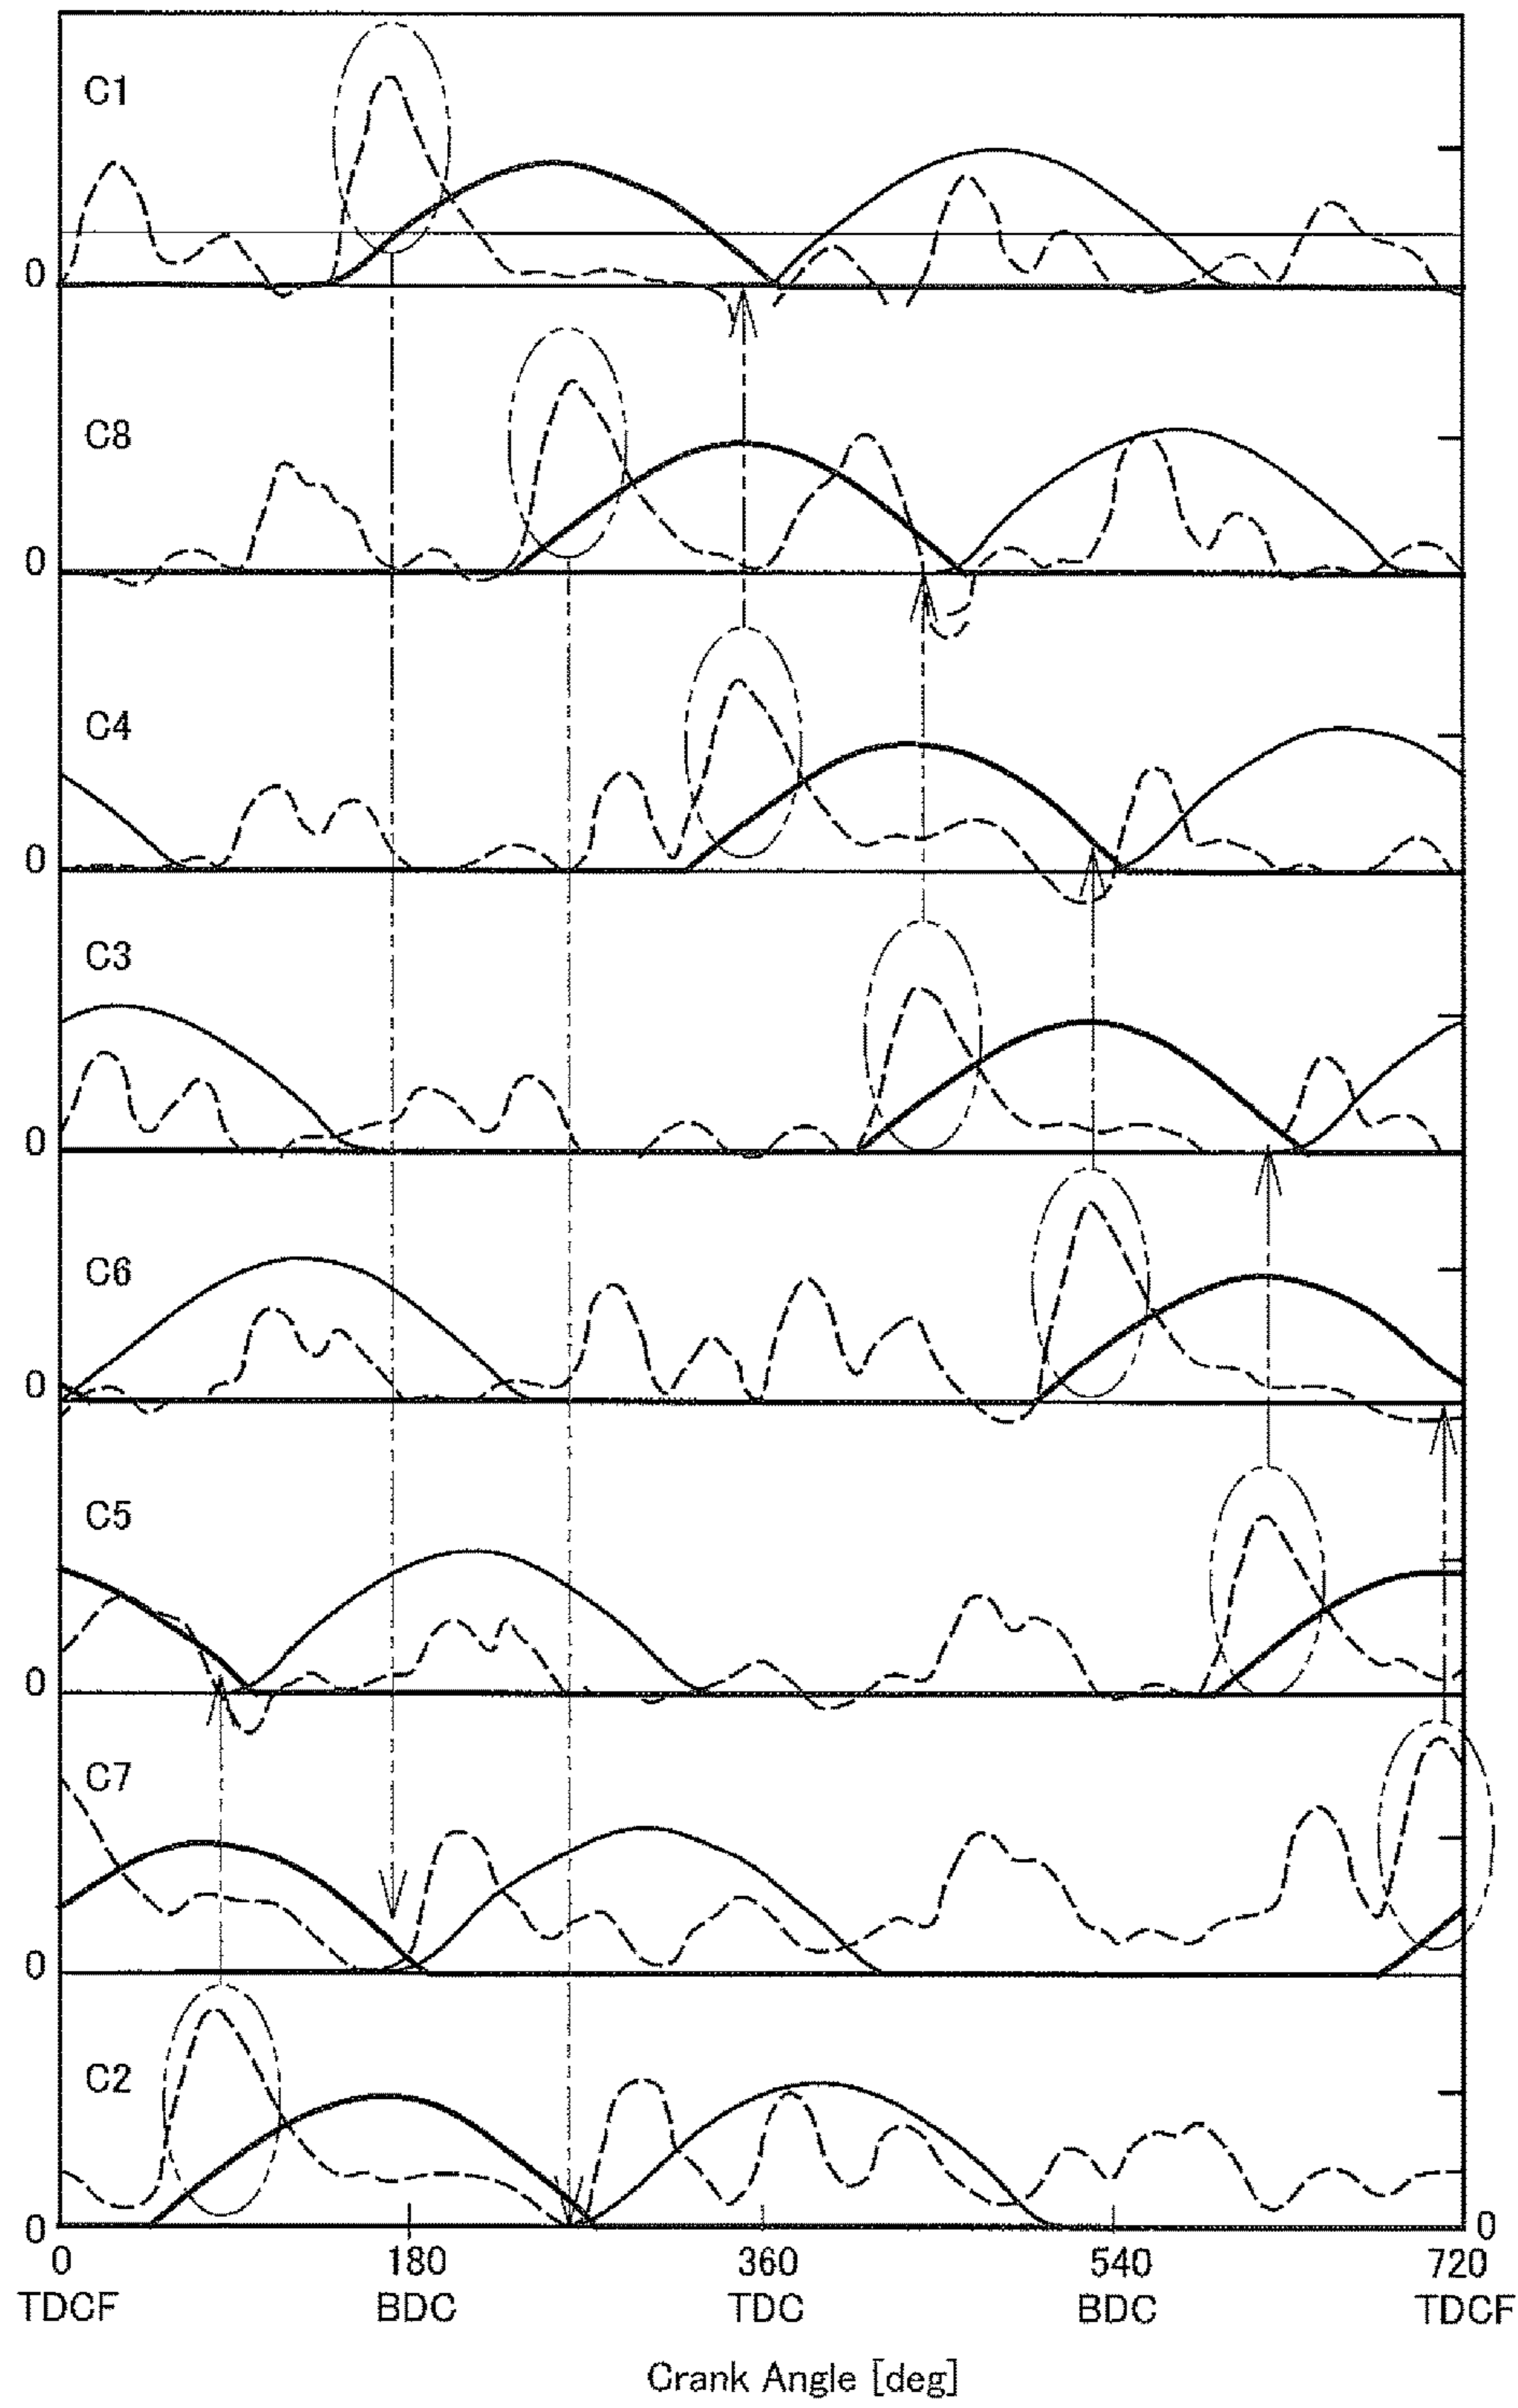 C1
0
C8
0
C4
0
C3
0
C6
0
C5
0
C7
0
C2
0 0
0 180 360 540 720
TDCF BDC TDC BDC TDCF
Crank Angle [deg]